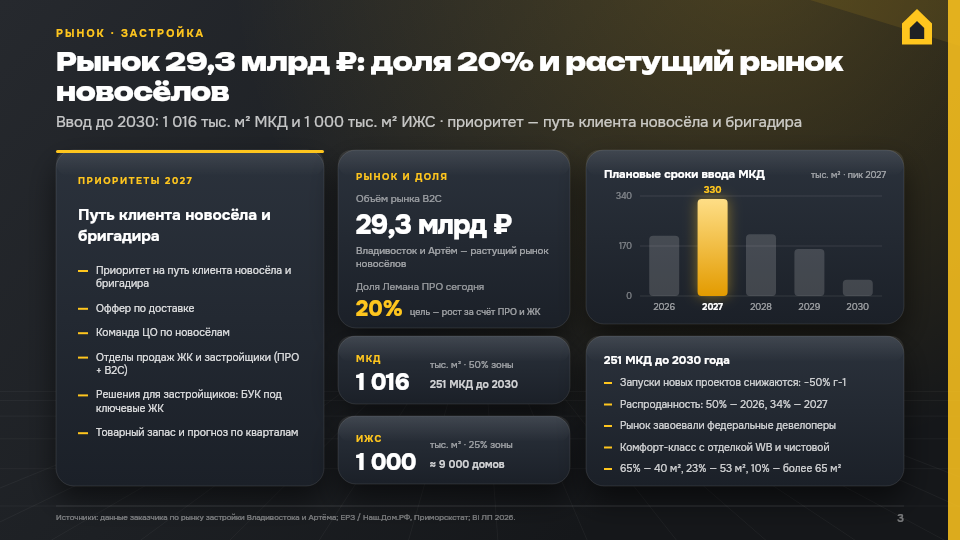 РЫНОК · ЗАСТРОЙКА
Рынок 29,3 млрд ₽: доля 20% и растущий рынок
новосёлов
Ввод до 2030: 1 016 тыс. м² МКД и 1 000 тыс. м² ИЖС · приоритет — путь клиента новосёла и бригадира
ПРИОРИТЕТЫ 2027
Путь клиента новосёла и
бригадира
Приоритет на путь клиента новосёла и
бригадира
Оффер по доставке
Команда ЦО по новосёлам
Отделы продаж ЖК и застройщики (ПРО
+ B2C)
Решения для застройщиков: БУК под
ключевые ЖК
Товарный запас и прогноз по кварталам
РЫНОК И ДОЛЯ
Объём рынка B2C
29,3 млрд ₽
Владивосток и Артём — растущий рынок
новосёлов
Доля Лемана ПРО сегодня
20% цель — рост за счёт ПРО и ЖК
МКД
1 016
тыс. м² · 50% зоны
251 МКД до 2030
ИЖС
1 000
тыс. м² · 25% зоны
≈ 9 000 домов
Плановые сроки ввода МКД
тыс. м² · пик 2027
330
340
170
0
2026 2027 2028 2029 2030
251 МКД до 2030 года
Запуски новых проектов снижаются: −50% г-1
Распроданность: 50% — 2026, 34% — 2027
Рынок завоевали федеральные девелоперы
Комфорт-класс с отделкой WB и чистовой
65% — 40 м², 23% — 53 м², 10% — более 65 м²
Источники: данные заказчика по рынку застройки Владивостока и Артёма; ЕРЗ / Наш.Дом.РФ, Приморскстат; BI ЛП 2026.
3